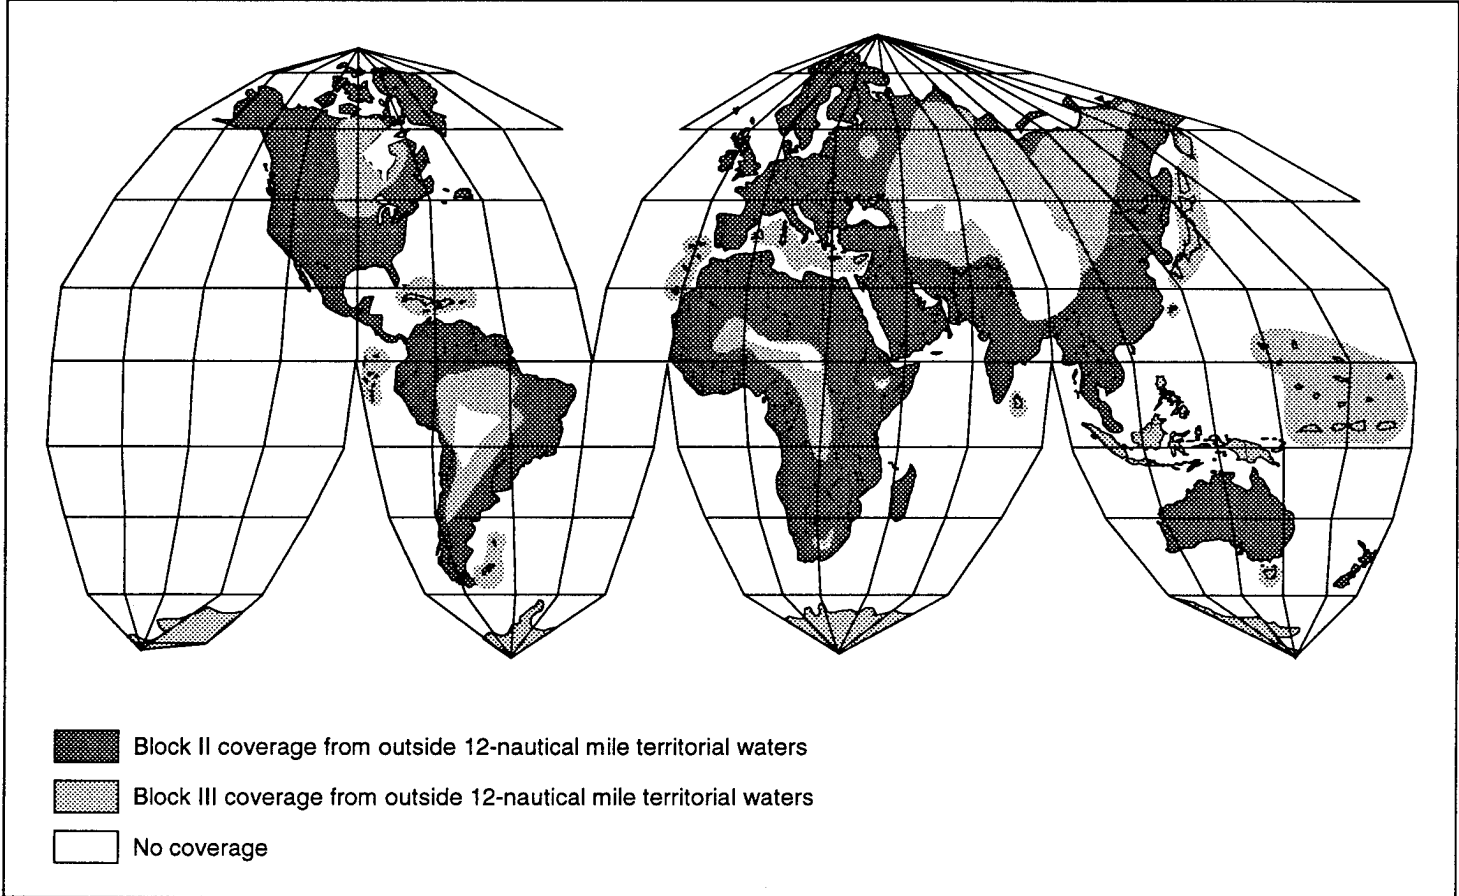 Block II coverage from outside 12-nautical mile territorial waters
Block III coverage from outside 12-nautical mile territorial waters
No coverage